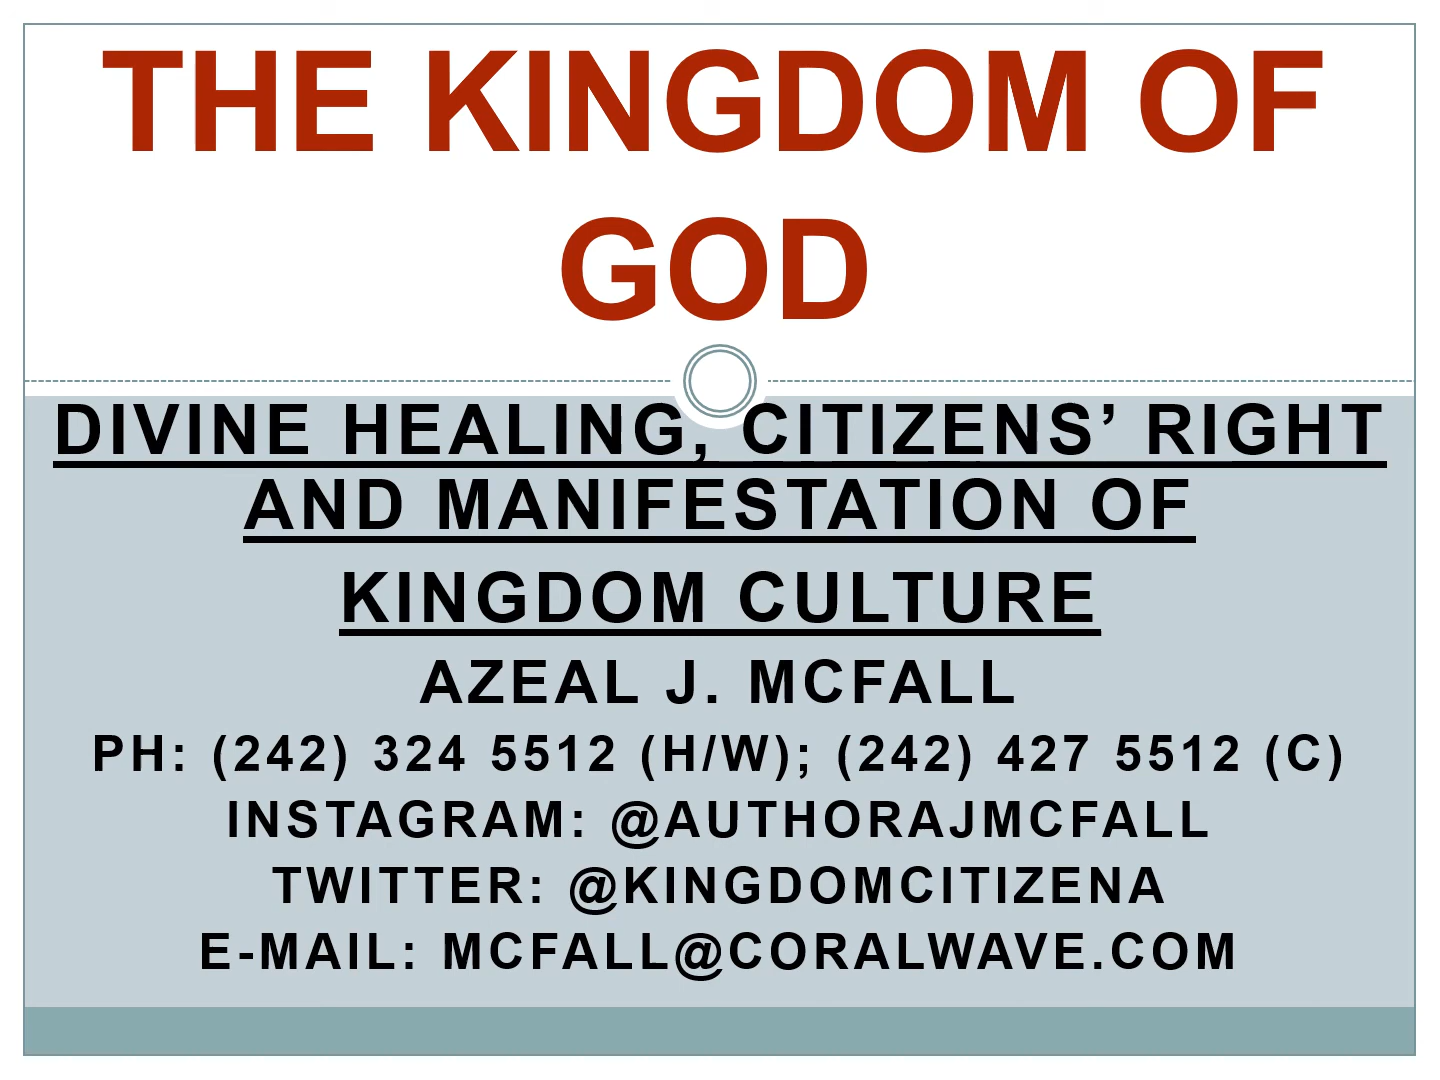 THE KINGDOM OF
GOD
DIVINE HEALING, CITIZENS’ RIGHT
AND MANIFESTATION OF
KINGDOM CULTURE
AZEAL J. MCFALL
PH: (242) 324 5512 (H/W); (242) 427 5512 (C)
INSTAGRAM: @AUTHORAJMCFALL
TWITTER: @KINGDOMCITIZENA
E-MAIL: MCFALL@CORALWAVE.COM